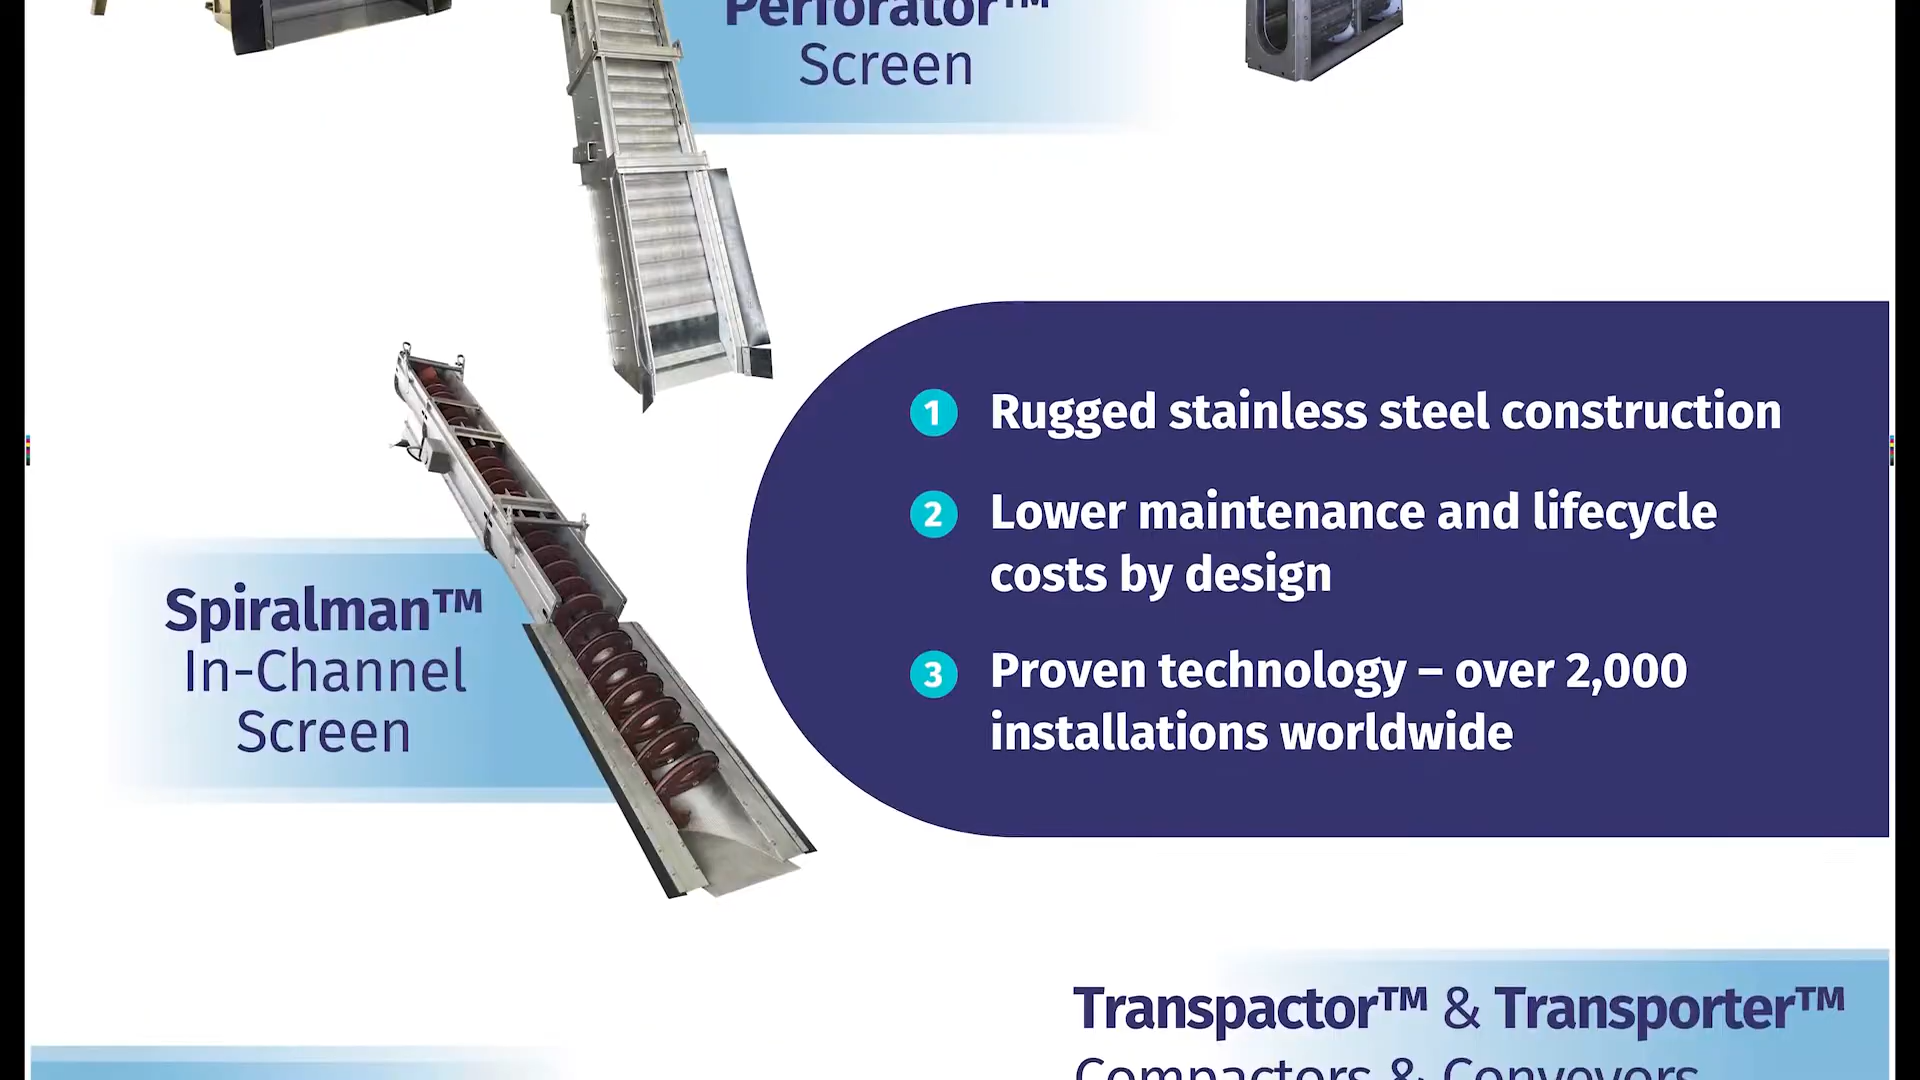 Perforator™
Screen
1 Rugged stainless steel construction
2 Lower maintenance and lifecycle
costs by design
3 Proven technology – over 2,000
installations worldwide
Spiralman™
In-Channel
Screen
Transpactor™ & Transporter™
Compactors & Conveyors